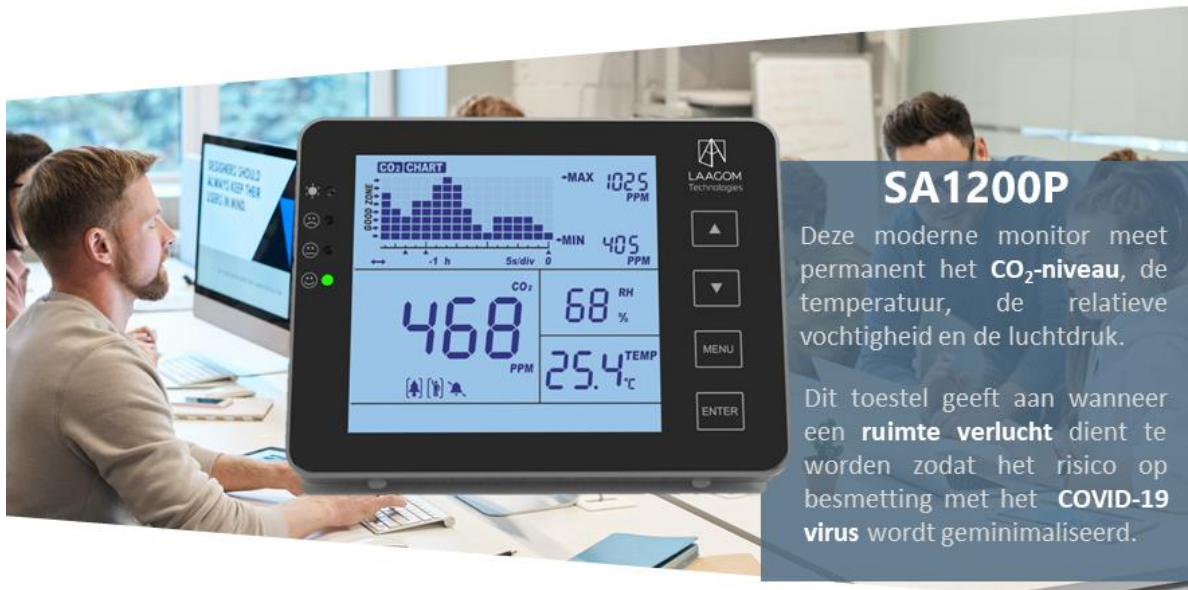 DESIGNERS SHOULD
ALWAYS KEEP THEIR
USERS IN MIND.
CO₂ CHART
GOOD ZONE
MAX 1025
PPM
MIN 405
PPM
-1 h 5s/div 0
CO₂
468
PPM
68 RH
%
25.4 TEMP
°C
LAAGOM
Technologies
MENU
ENTER
SA1200P
Deze moderne monitor meet
permanent het CO₂-niveau, de
temperatuur, de relatieve
vochtigheid en de luchtdruk.
Dit toestel geeft aan wanneer
een ruimte verlucht dient te
worden zodat het risico op
besmetting met het COVID-19
virus wordt geminimaliseerd.